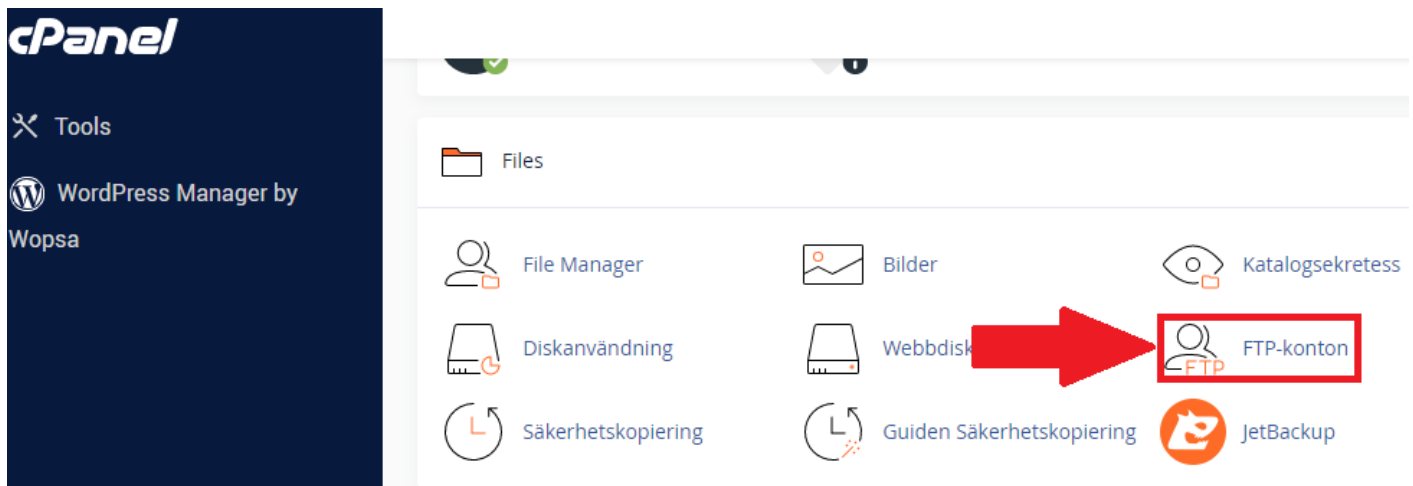 cPanel
Tools
WordPress Manager by
Wopsa
Files
File Manager
Bilder
Katalogsekretess
Diskanvändning
Webbdisk
FTP
FTP-konton
Säkerhetskopiering
Guiden Säkerhetskopiering
JetBackup